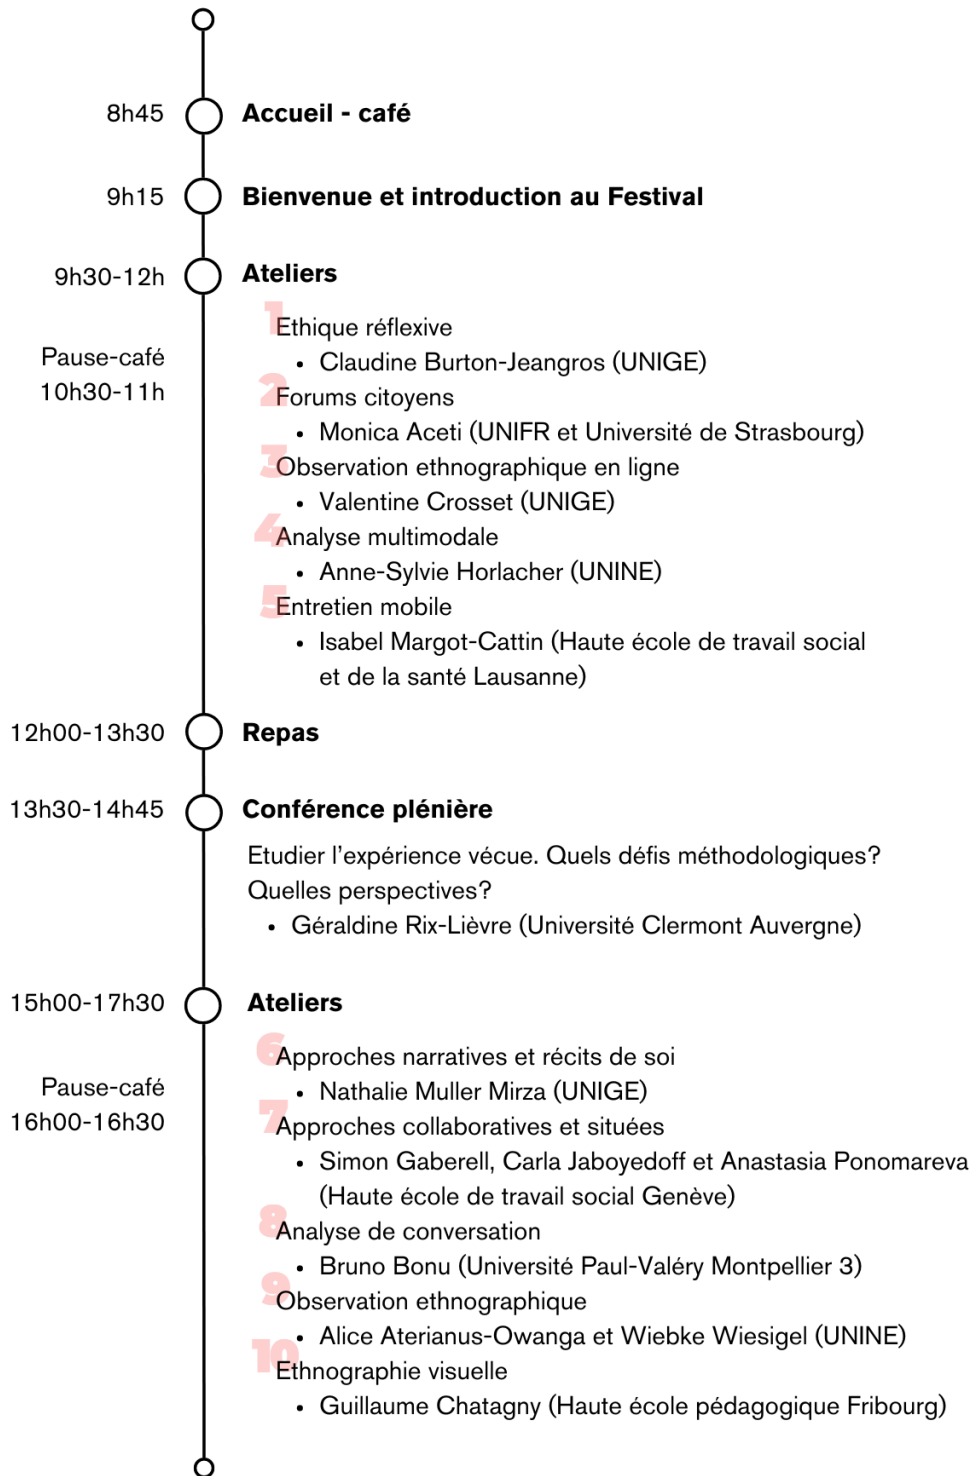 8h45 Accueil - café
9h15 Bienvenue et introduction au Festival
9h30-12h Ateliers
Pause-café
10h30-11h
1 Ethique réflexive
• Claudine Burton-Jeangros (UNIGE)
2 Forums citoyens
• Monica Aceti (UNIFR et Université de Strasbourg)
3 Observation ethnographique en ligne
• Valentine Crosset (UNIGE)
4 Analyse multimodale
• Anne-Sylvie Horlacher (UNINE)
5 Entretien mobile
• Isabel Margot-Cattin (Haute école de travail social
et de la santé Lausanne)
12h00-13h30 Repas
13h30-14h45 Conférence plénière
Etudier l'expérience vécue. Quels défis méthodologiques?
Quelles perspectives?
• Géraldine Rix-Lièvre (Université Clermont Auvergne)
15h00-17h30 Ateliers
Pause-café
16h00-16h30
6 Approches narratives et récits de soi
• Nathalie Muller Mirza (UNIGE)
7 Approches collaboratives et situées
• Simon Gaberell, Carla Jaboyedoff et Anastasia Ponomareva
(Haute école de travail social Genève)
8 Analyse de conversation
• Bruno Bonu (Université Paul-Valéry Montpellier 3)
9 Observation ethnographique
• Alice Aterianus-Owanga et Wiebke Wiesigel (UNINE)
10 Ethnographie visuelle
• Guillaume Chatagny (Haute école pédagogique Fribourg)